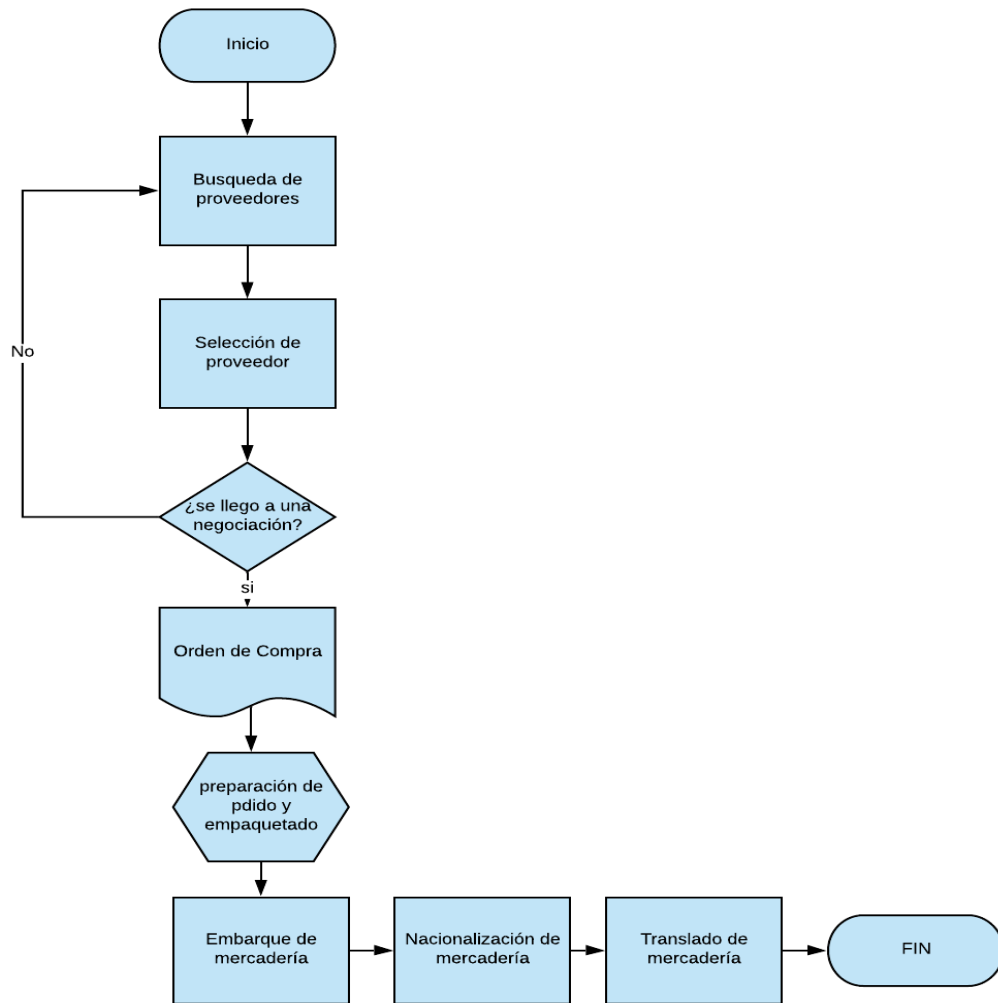 Inicio
Busqueda de
proveedores
Selección de
proveedor
No
¿se llego a una
negociación?
si
Orden de Compra
preparación de
pdido y
empaquetado
Embarque de
mercadería
Nacionalización de
mercadería
Translado de
mercadería
FIN